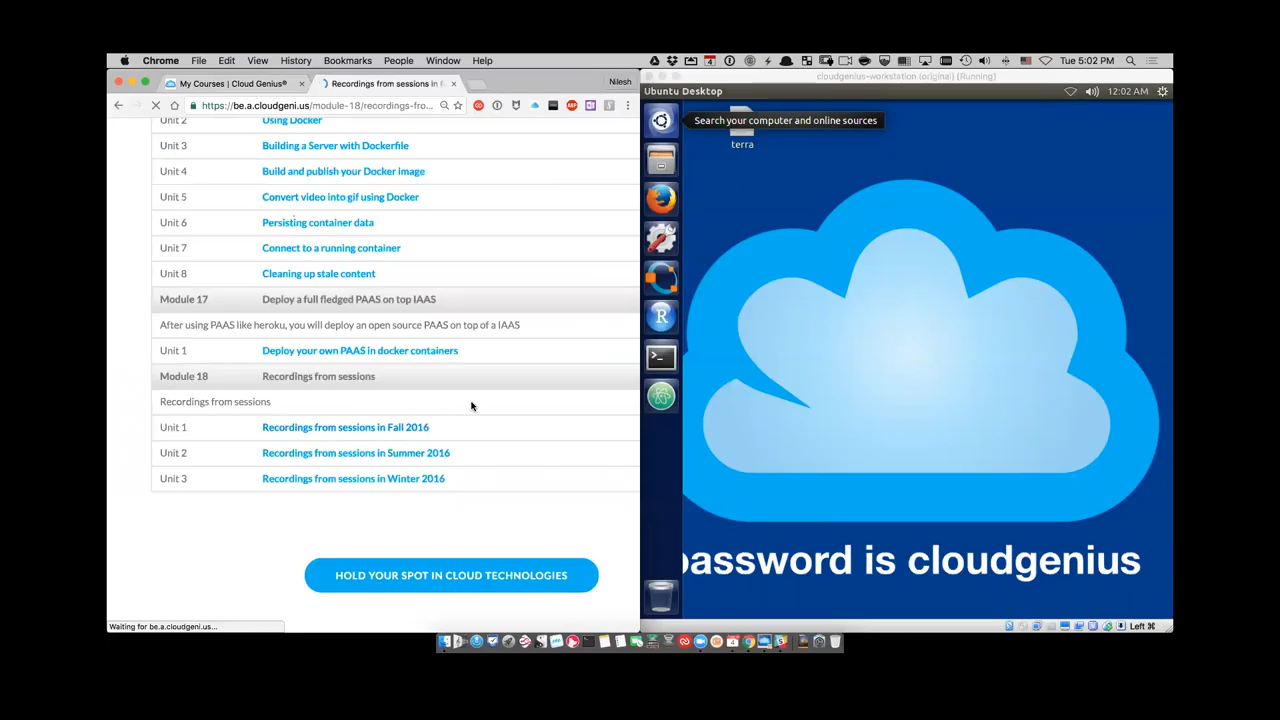 Chrome File Edit View History Bookmarks People Window Help
Tue 5:02 PM
My Courses | Cloud Genius®
Recordings from sessions in F
Nilesh
https://be.a.cloudgeni.us/module-18/recordings-fro...
Unit 2 Using Docker
Unit 3 Building a Server with Dockerfile
Unit 4 Build and publish your Docker image
Unit 5 Convert video into gif using Docker
Unit 6 Persisting container data
Unit 7 Connect to a running container
Unit 8 Cleaning up stale content
Module 17 Deploy a full fledged PAAS on top IAAS
After using PAAS like heroku, you will deploy an open source PAAS on top of a IAAS
Unit 1 Deploy your own PAAS in docker containers
Module 18 Recordings from sessions
Recordings from sessions
Unit 1 Recordings from sessions in Fall 2016
Unit 2 Recordings from sessions in Summer 2016
Unit 3 Recordings from sessions in Winter 2016
HOLD YOUR SPOT IN CLOUD TECHNOLOGIES
Waiting for be.a.cloudgeni.us...
cloudgenius-workstation (original) [Running]
Ubuntu Desktop
12:02 AM
Search your computer and online sources
terra
password is cloudgenius
Left ⌘